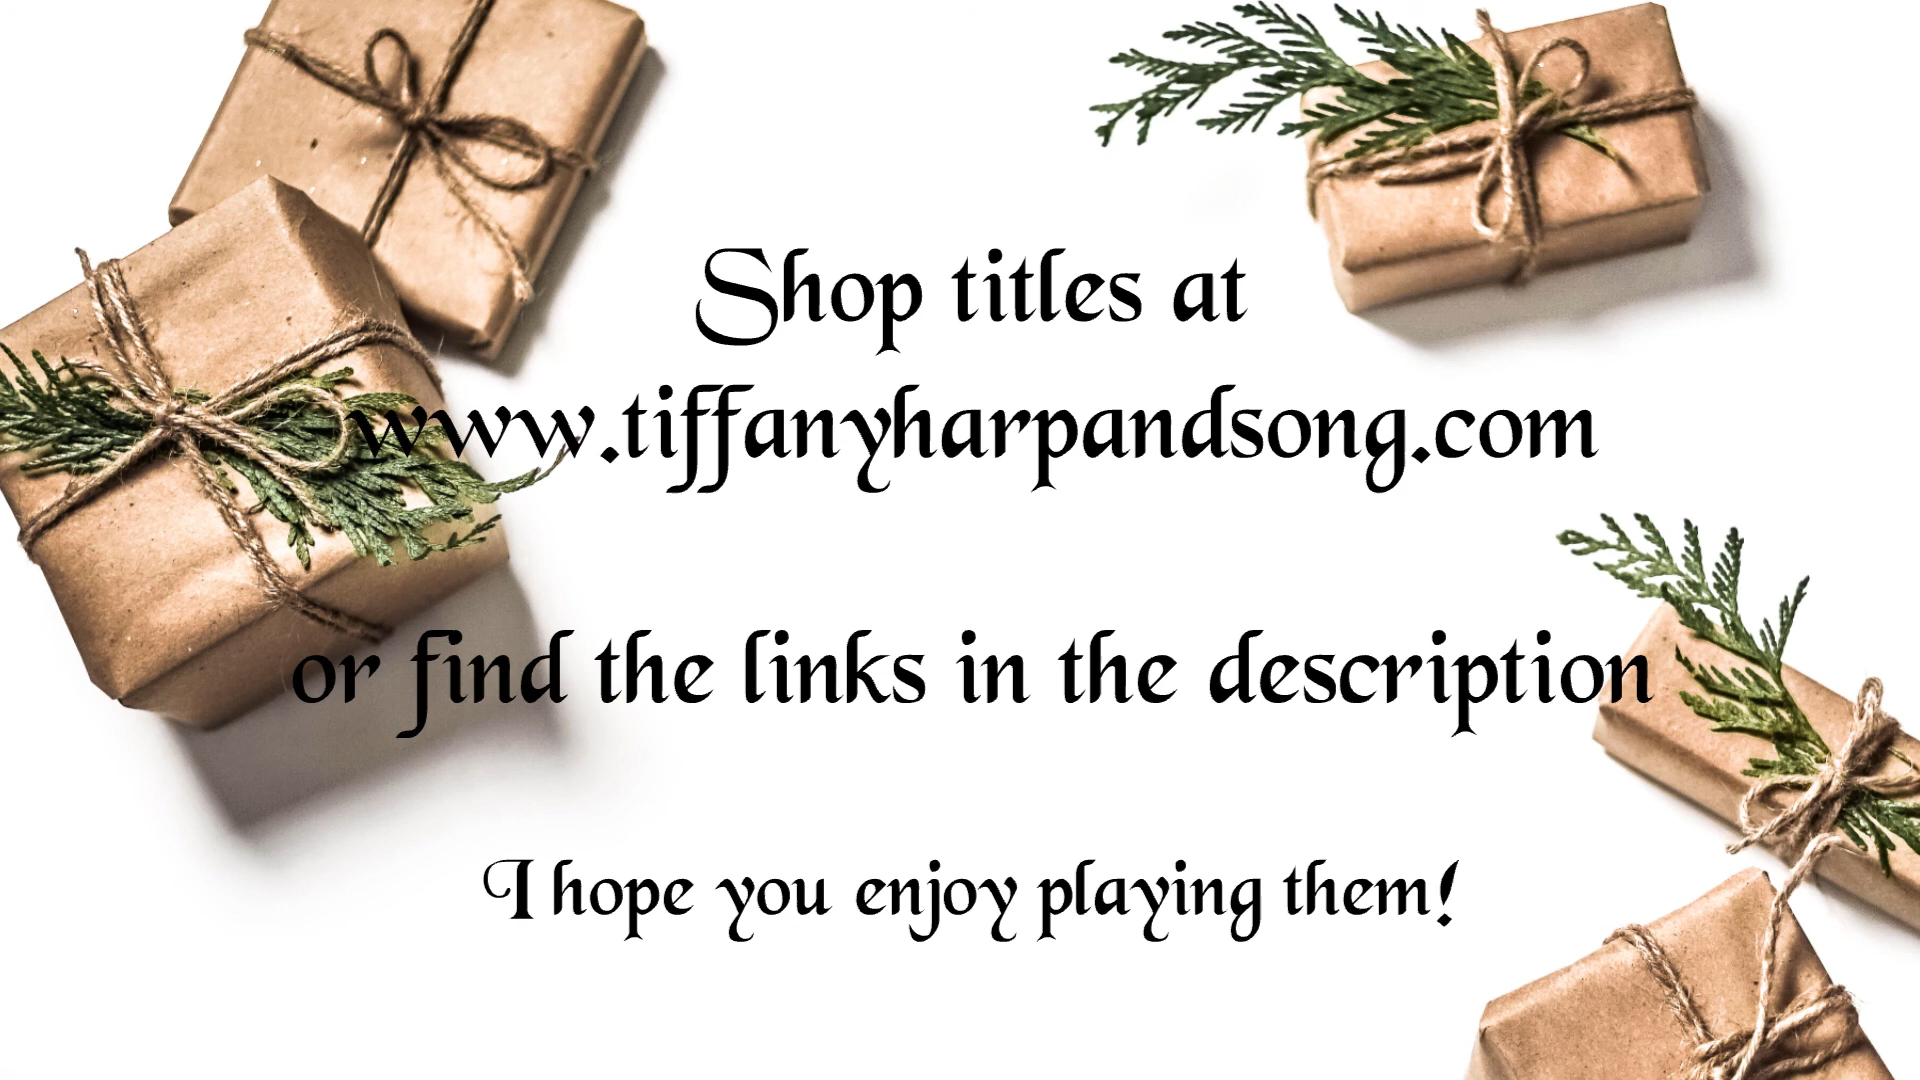 Shop titles at
www.tiffanyharpandsong.com
or find the links in the description
I hope you enjoy playing them!